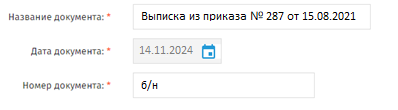 Название документа: * Выписка из приказа № 287 от 15.08.2021
Дата документа: * 14.11.2024
Номер документа: * б/н